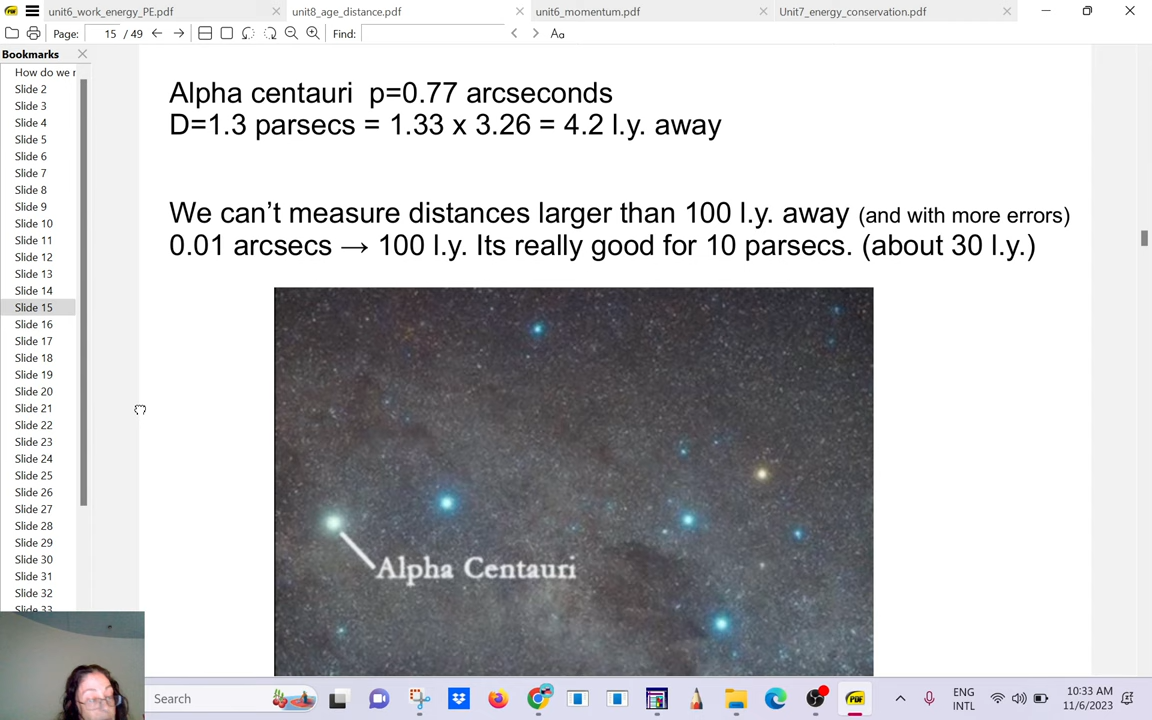 unit6_work_energy_PE.pdf
unit8_age_distance.pdf
unit6_momentum.pdf
Unit7_energy_conservation.pdf
Page: 15 / 49
Find:
Aa
Bookmarks
How do we r
Slide 2
Slide 3
Slide 4
Slide 5
Slide 6
Slide 7
Slide 8
Slide 9
Slide 10
Slide 11
Slide 12
Slide 13
Slide 14
Slide 15
Slide 16
Slide 17
Slide 18
Slide 19
Slide 20
Slide 21
Slide 22
Slide 23
Slide 24
Slide 25
Slide 26
Slide 27
Slide 28
Slide 29
Slide 30
Slide 31
Slide 32
Slide 33
Alpha centauri p=0.77 arcseconds
D=1.3 parsecs = 1.33 x 3.26 = 4.2 l.y. away
We can't measure distances larger than 100 l.y. away (and with more errors)
0.01 arcsecs → 100 l.y. Its really good for 10 parsecs. (about 30 l.y.)
Alpha Centauri
Search
ENG
INTL
10:33 AM
11/6/2023